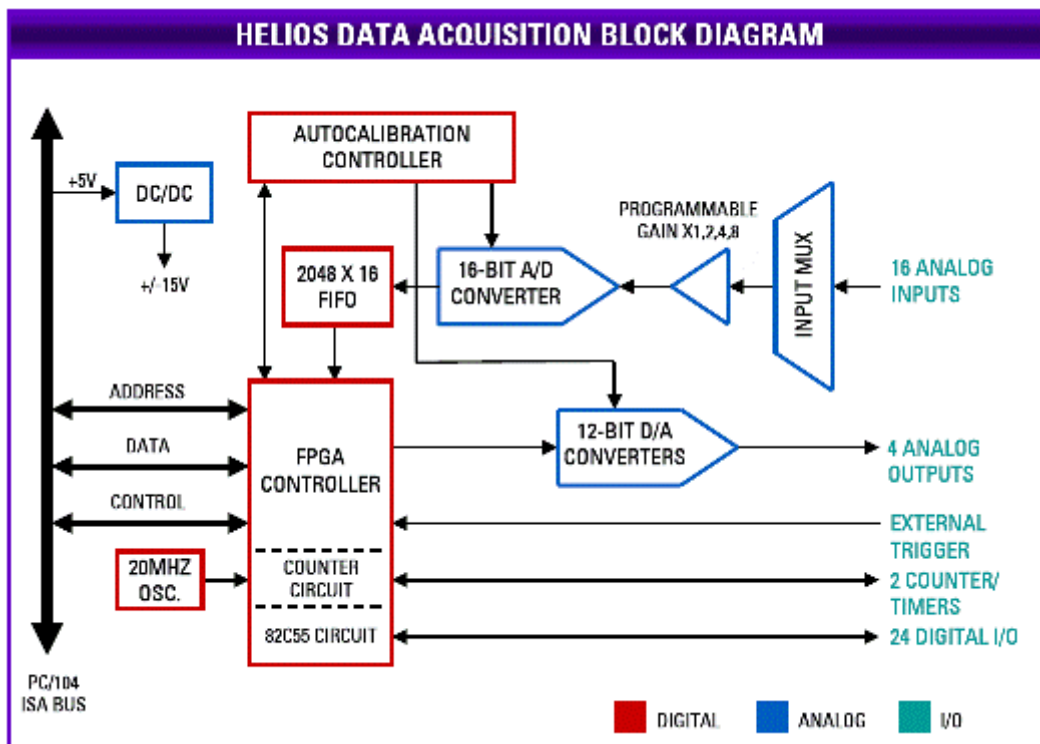 HELIOS DATA ACQUISITION BLOCK DIAGRAM
AUTOCALIBRATION
CONTROLLER
+5V
DC/DC
+/-15V
2048 X 16
FIFO
16-BIT A/D
CONVERTER
PROGRAMMABLE
GAIN X1,2,4,8
INPUT MUX
16 ANALOG
INPUTS
ADDRESS
DATA
CONTROL
FPGA
CONTROLLER
12-BIT D/A
CONVERTERS
4 ANALOG
OUTPUTS
EXTERNAL
TRIGGER
20MHZ
OSC.
COUNTER
CIRCUIT
2 COUNTER/
TIMERS
82C55 CIRCUIT
24 DIGITAL I/O
PC/104
ISA BUS
DIGITAL
ANALOG
I/O